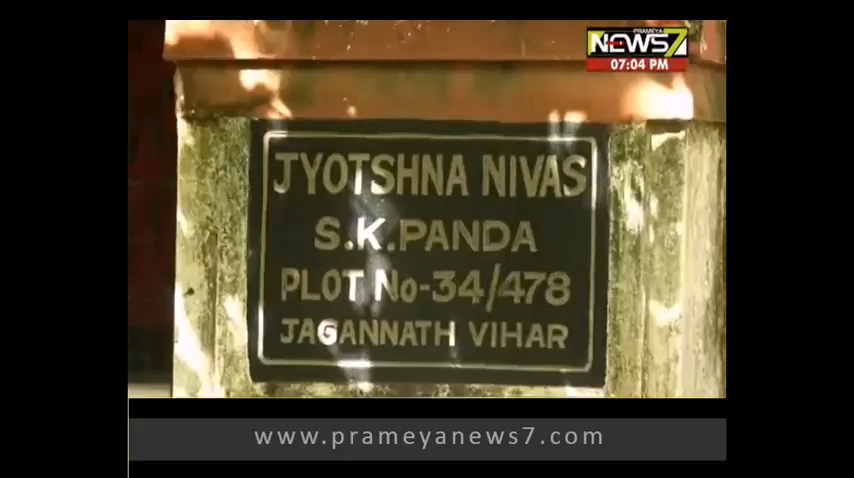 PRAMEYA
NEWS7
07:04 PM
JYOTSHNA NIVAS
S.K.PANDA
PLOT No-34/478
JAGANNATH VIHAR
www.prameyanews7.com